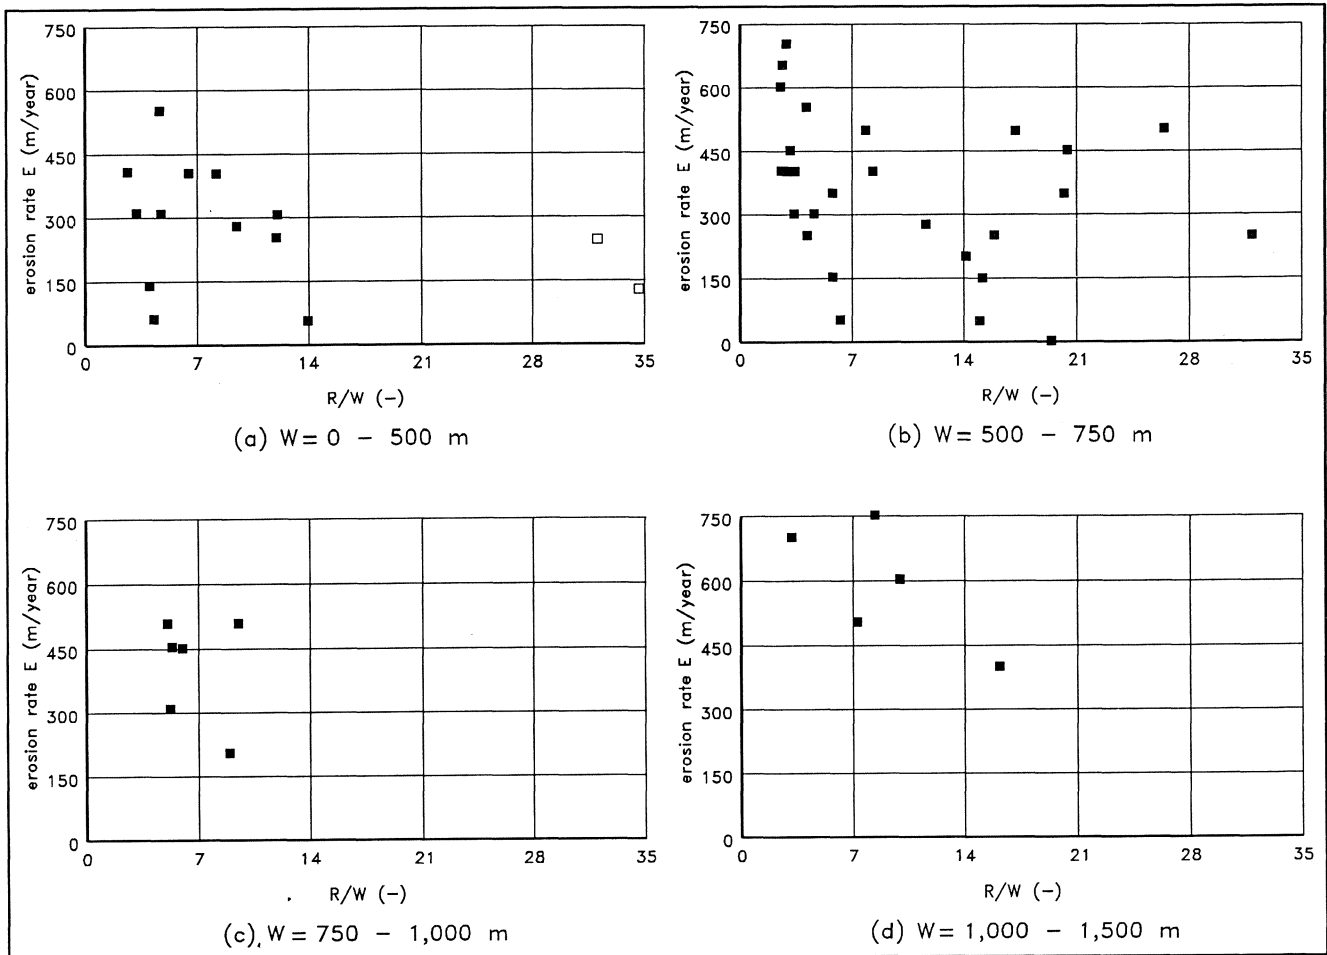 750
600
450
300
150
0
erosion rate E (m/year)
0 7 14 21 28 35
R/W (-)
(a) W= 0 - 500 m
750
600
450
300
150
0
erosion rate E (m/year)
0 7 14 21 28 35
R/W (-)
(b) W= 500 - 750 m
750
600
450
300
150
0
erosion rate E (m/year)
0 7 14 21 28 35
R/W (-)
(c) W= 750 - 1,000 m
750
600
450
300
150
0
erosion rate E (m/year)
0 7 14 21 28 35
R/W (-)
(d) W= 1,000 - 1,500 m